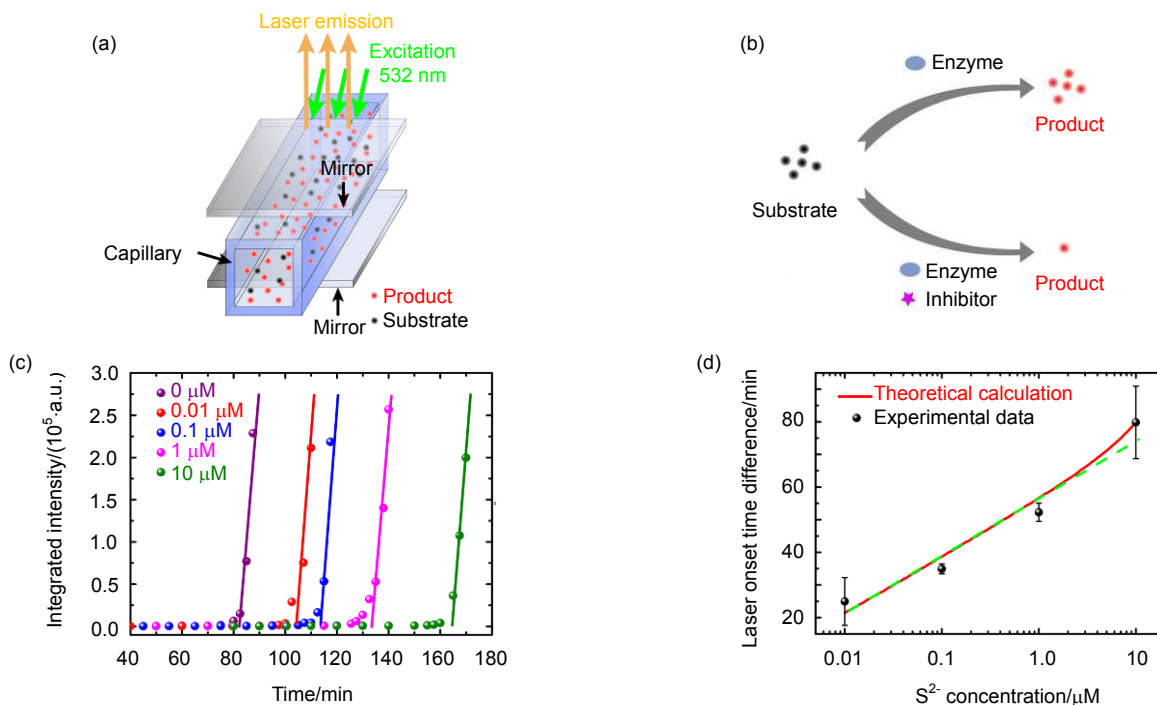 (a)
Laser emission
Excitation
532 nm
Mirror
Capillary
Product
Substrate
Mirror
(b)
Enzyme
Product
Substrate
Enzyme
Inhibitor
Product
(c)
Integrated intensity/(10⁵·a.u.)
3.0
2.5
2.0
1.5
1.0
0.5
0.0
0 μM
0.01 μM
0.1 μM
1 μM
10 μM
40 60 80 100 120 140 160 180
Time/min
(d)
Laser onset time difference/min
80
60
40
20
Theoretical calculation
Experimental data
0.01 0.1 1.0 10
S²⁻ concentration/μM